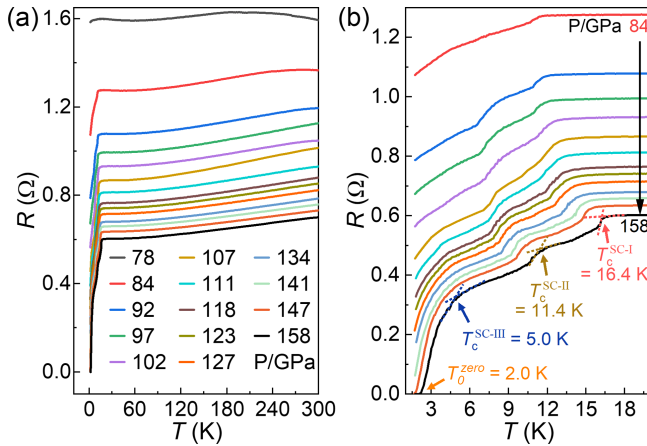 (a)
1.6
1.2
0.8
0.4
0.0
R (Ω)
78 107 134
84 111 141
92 118 147
97 123 158
102 127 P/GPa
0 60 120 180 240 300
T (K)
(b)
P/GPa 84
1.2
1.0
0.8
0.6
0.4
0.2
0.0
R (Ω)
158
T_c^SC-I
= 16.4 K
T_c^SC-II
= 11.4 K
T_c^SC-III = 5.0 K
T_0^zero = 2.0 K
3 6 9 12 15 18
T (K)